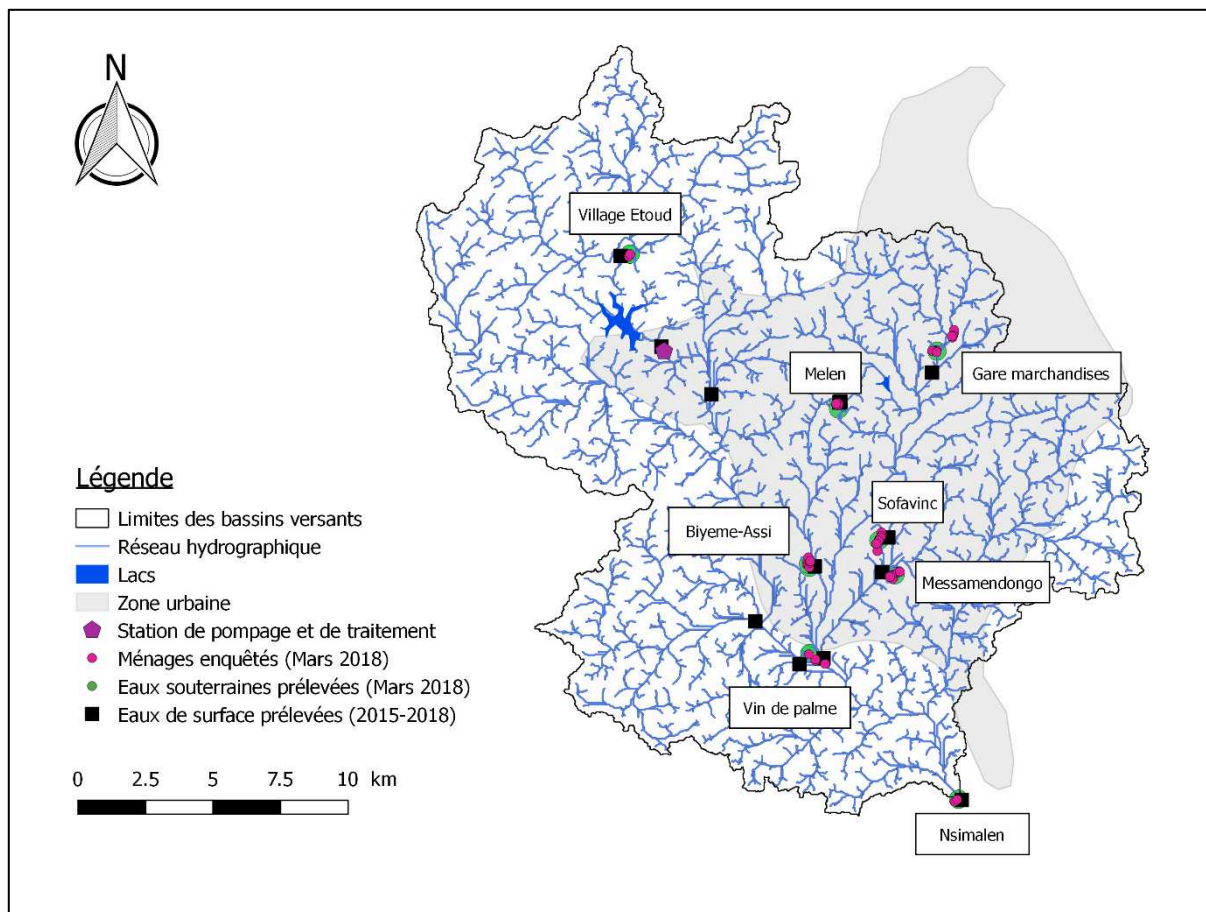 N
Village Etoud
Melen
Gare marchandises
Sofavinc
Biyeme-Assi
Messamendongo
Vin de palme
Nsimalen
Légende
Limites des bassins versants
Réseau hydrographique
Lacs
Zone urbaine
Station de pompage et de traitement
Ménages enquêtés (Mars 2018)
Eaux souterraines prélevées (Mars 2018)
Eaux de surface prélevées (2015-2018)
0 2.5 5 7.5 10 km